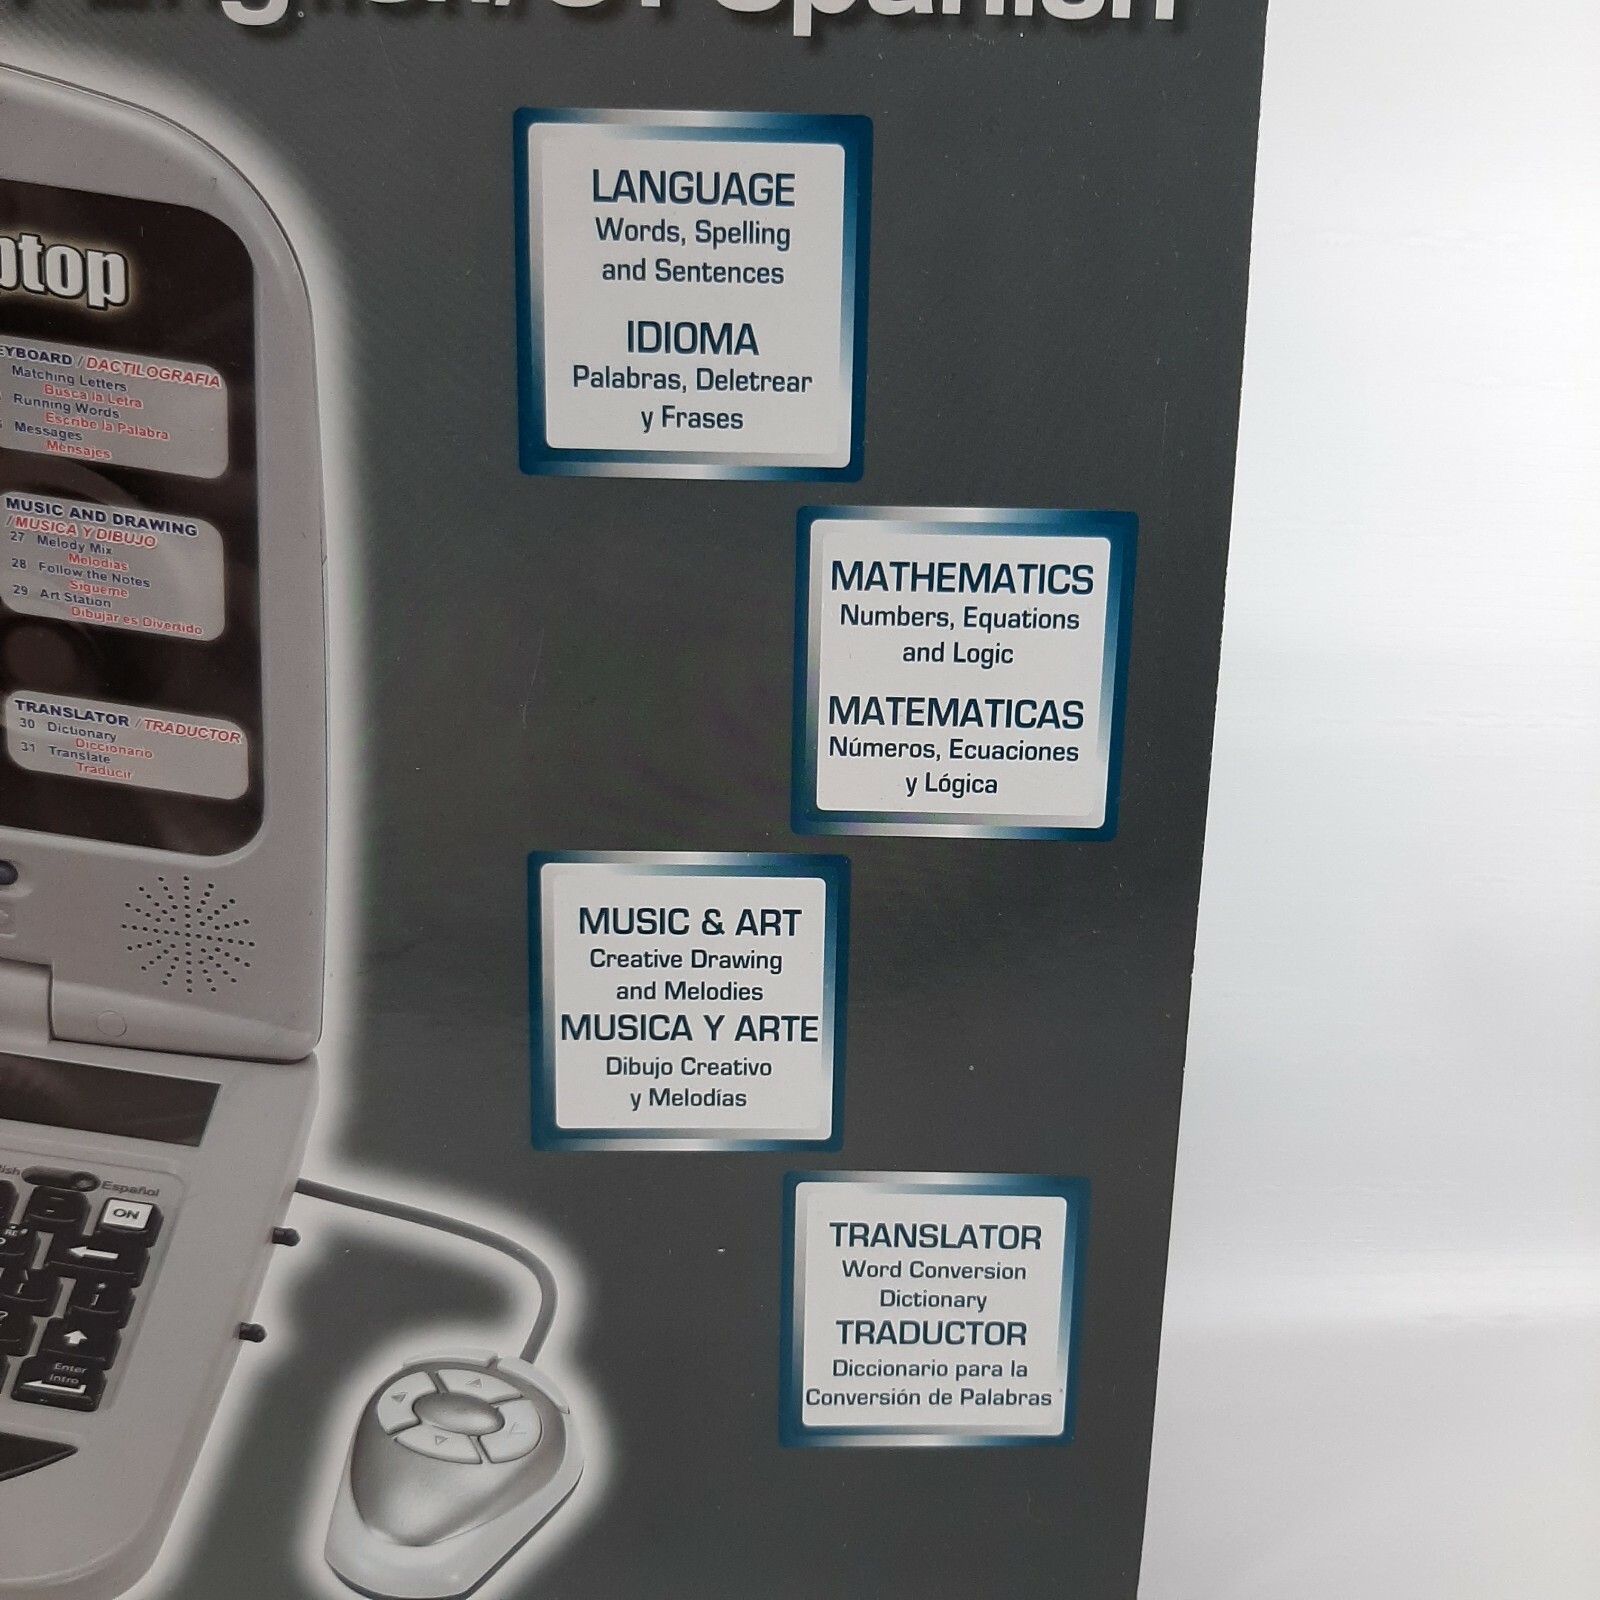 Spanish
ptop
LANGUAGE
Words, Spelling
and Sentences
IDIOMA
Palabras, Deletrear
y Frases
EYBOARD / DACTILOGRAFIA
Matching Letters
Busca la Letra
Running Words
Escribe la Palabra
Messages
Mensajes
MUSIC AND DRAWING
/ MUSICA Y DIBUJO
27 Melody Mix
Melodias
28 Follow the Notes
Sigueme
29 Art Station
Dibujar es Divertido
MATHEMATICS
Numbers, Equations
and Logic
MATEMATICAS
Números, Ecuaciones
y Lógica
TRANSLATOR / TRADUCTOR
30 Dictionary
Diccionario
31 Translate
Traducir
MUSIC & ART
Creative Drawing
and Melodies
MUSICA Y ARTE
Dibujo Creativo
y Melodías
Español
ON
Enter
Intro
TRANSLATOR
Word Conversion
Dictionary
TRADUCTOR
Diccionario para la
Conversión de Palabras